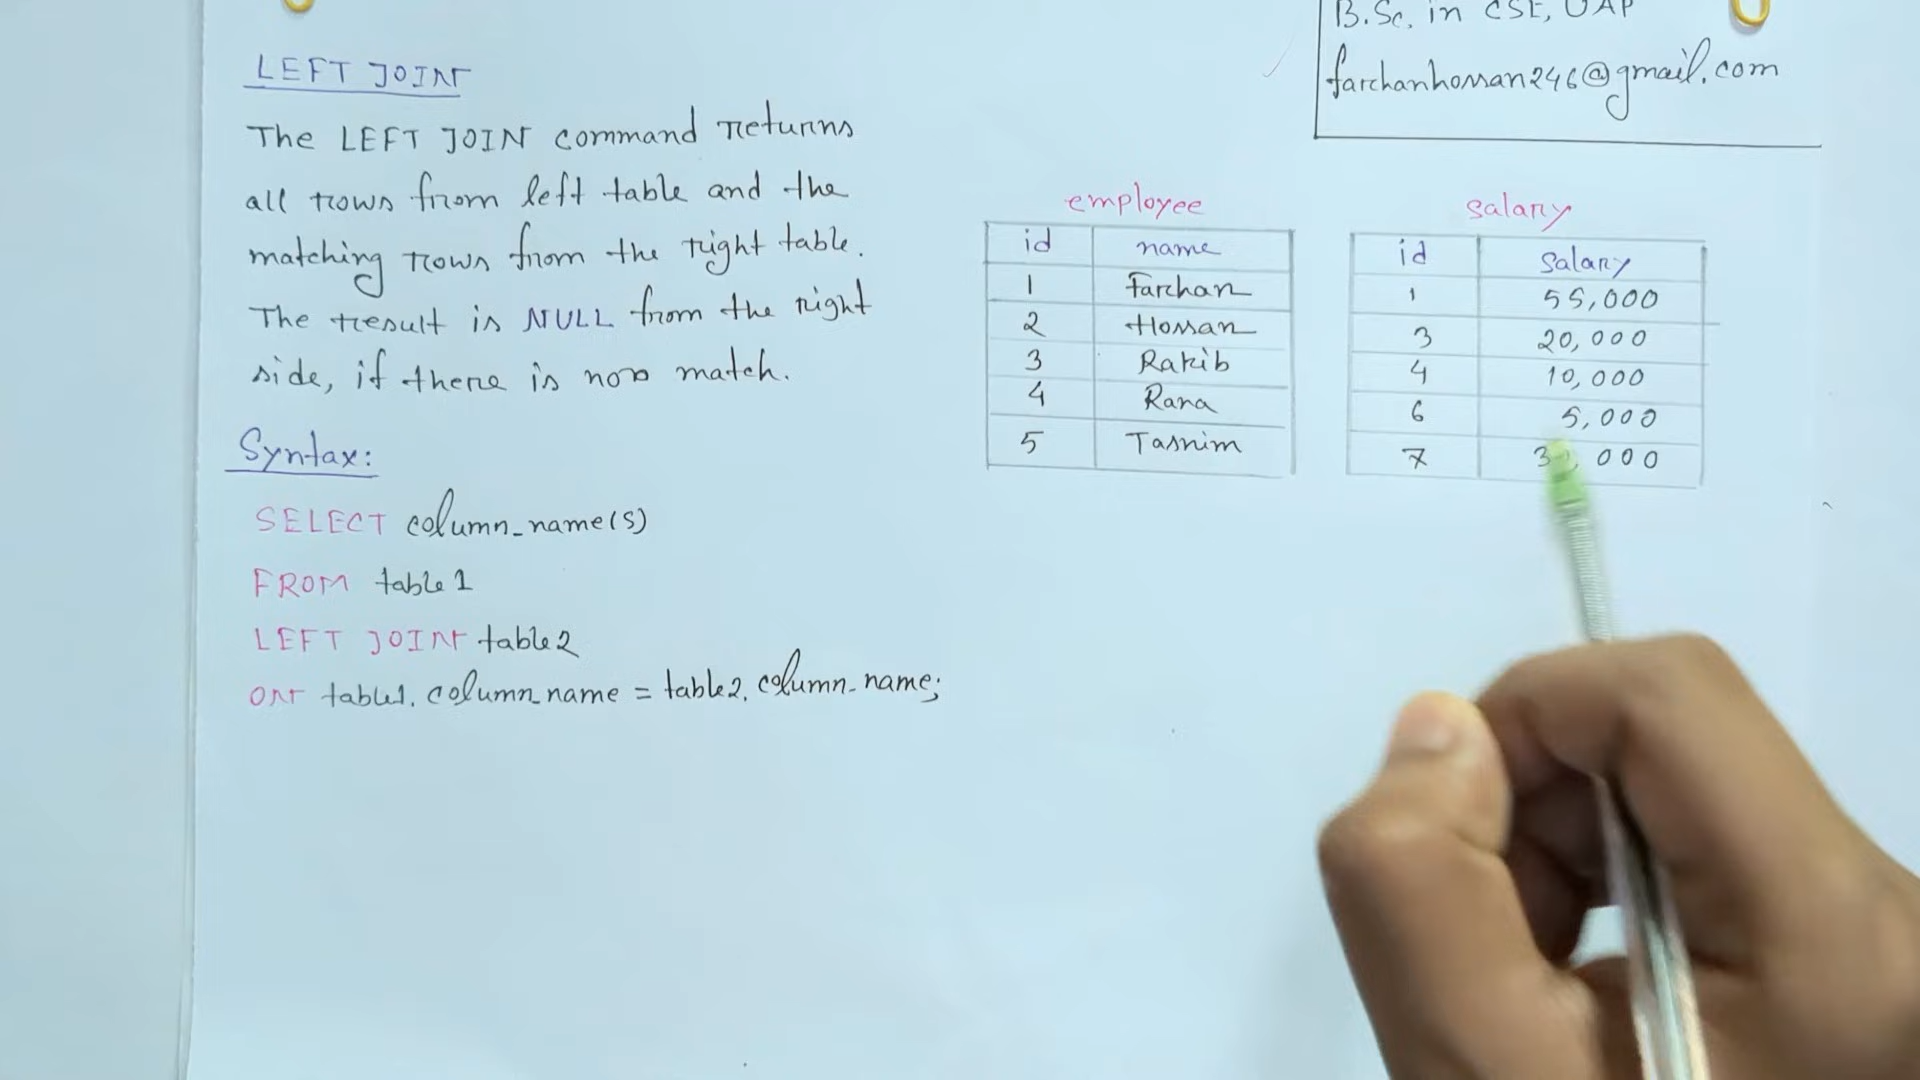 B.Sc. in CSE, UAP
farhanhossan246@gmail.com
LEFT JOIN
The LEFT JOIN command returns
all rows from left table and the
matching rows from the right table.
The result is NULL from the right
side, if there is no match.
Syntax:
SELECT column_name(s)
FROM table1
LEFT JOIN table2
ON table1.column_name = table2.column_name;
employee
id name
1 Farhan
2 Hossan
3 Rakib
4 Rana
5 Tasnim
salary
id salary
1 55,000
3 20,000
4 10,000
6 5,000
7